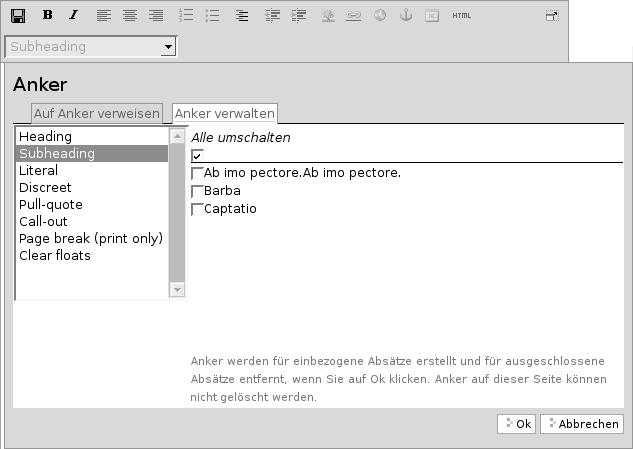 B I HTML
Subheading
Anker
Auf Anker verweisen Anker verwalten
Heading
Subheading
Literal
Discreet
Pull-quote
Call-out
Page break (print only)
Clear floats
Alle umschalten
Ab imo pectore.Ab imo pectore.
Barba
Captatio
Anker werden für einbezogene Absätze erstellt und für ausgeschlossene
Absätze entfernt, wenn Sie auf Ok klicken. Anker auf dieser Seite können
nicht gelöscht werden.
Ok Abbrechen